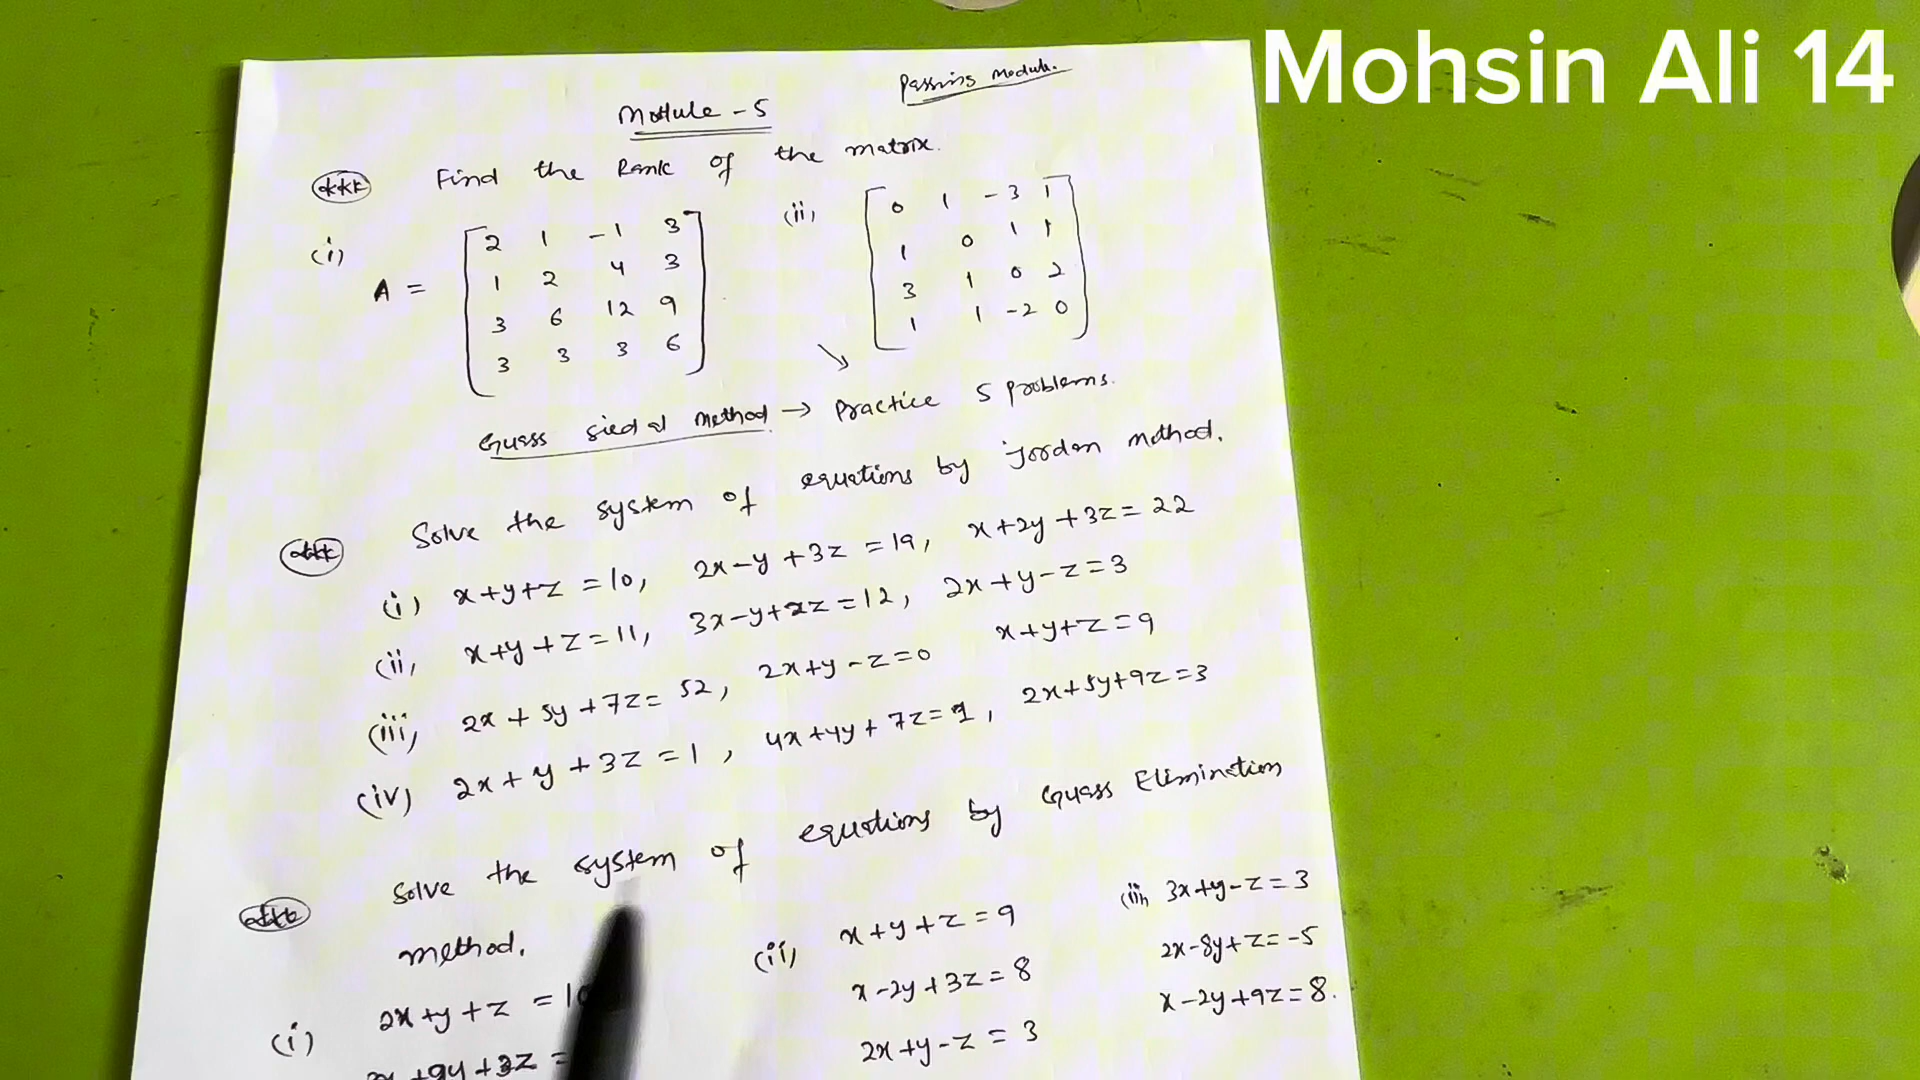 Mohsin Ali 14
Passing Module.
Module - 5
Find the Rank of the matrix.
(i) A = [2 1 -1 3
1 2 4 3
3 6 12 9
3 3 3 6]
(ii) [0 1 -3 1
1 0 1 1
3 1 0 2
1 1 -2 0]
Guass siedal method → practice 5 problems.
Solve the system of equations by Jordan method.
(i) x+y+z = 10, 2x-y+3z = 19, x+2y+3z = 22
(ii) x+y+z = 11, 3x-y+2z = 12, 2x+y-z = 3
(iii) 2x+5y+7z = 52, 2x+y-z = 0 x+y+z = 9
(iv) 2x+y+3z = 1, 4x+4y+7z = 1, 2x+5y+9z = 3
Solve the system of equations by Guass Elimination
method.
(i) 2x+y+z = 10
(ii) x+y+z = 9
x-2y+3z = 8
2x+y-z = 3
(iii) 3x+y-z = 3
2x-8y+z = -5
x-2y+9z = 8.